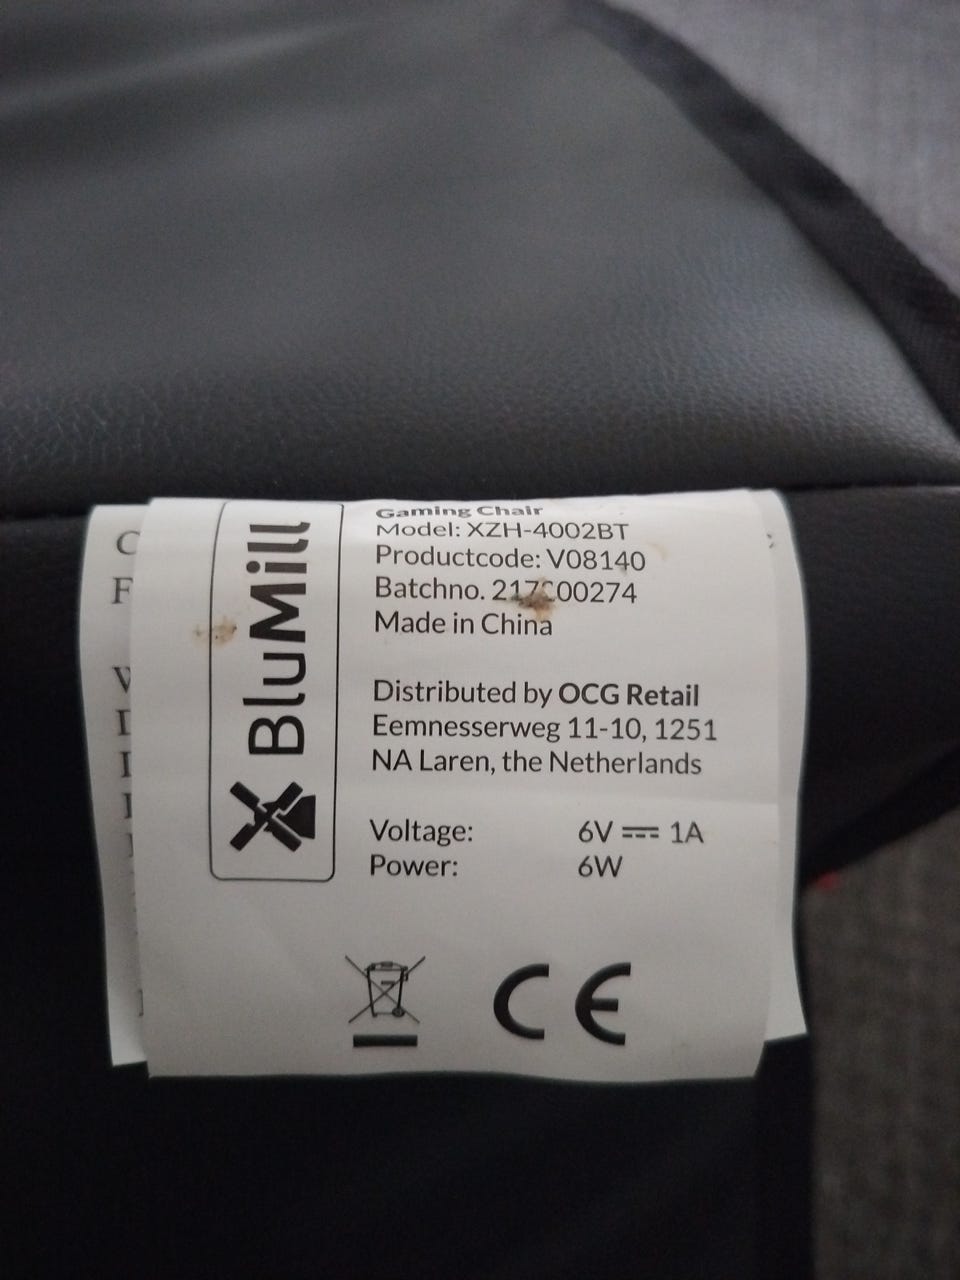 BluMill
Gaming Chair
Model: XZH-4002BT
Productcode: V08140
Batchno.
Made in China
Distributed by OCG Retail
Eemnesserweg 11-10, 1251
NA Laren, the Netherlands
Voltage: 6V ⎓ 1A
Power: 6W
CE
C
F
V